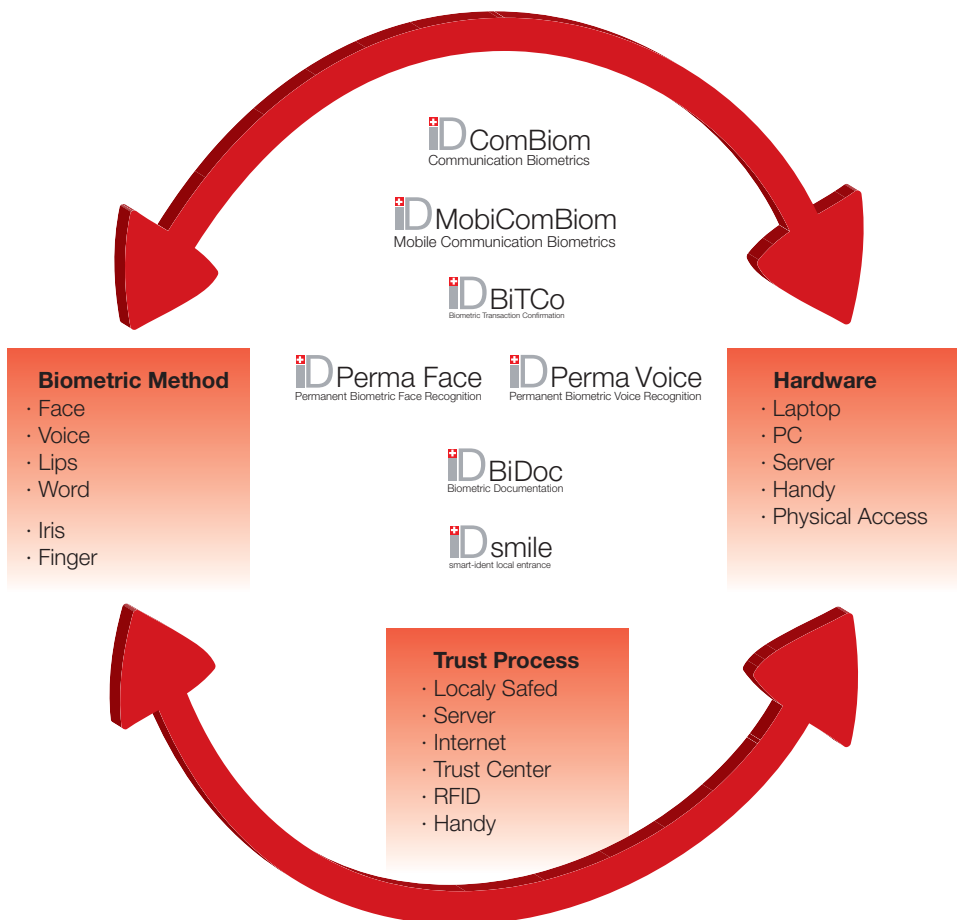 iD ComBiom
Communication Biometrics
iD MobiComBiom
Mobile Communication Biometrics
iD BiTCo
Biometric Transaction Confirmation
iD Perma Face
Permanent Biometric Face Recognition
iD Perma Voice
Permanent Biometric Voice Recognition
iD BiDoc
Biometric Documentation
iD smile
smart-ident local entrance
Biometric Method
· Face
· Voice
· Lips
· Word
· Iris
· Finger
Hardware
· Laptop
· PC
· Server
· Handy
· Physical Access
Trust Process
· Localy Safed
· Server
· Internet
· Trust Center
· RFID
· Handy